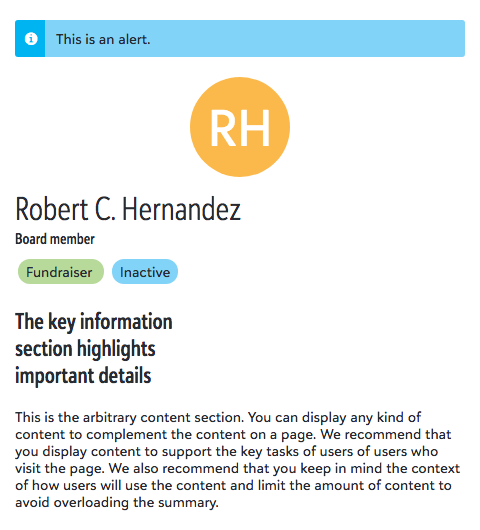 This is an alert.
RH
Robert C. Hernandez
Board member
Fundraiser Inactive
The key information
section highlights
important details
This is the arbitrary content section. You can display any kind of
content to complement the content on a page. We recommend that
you display content to support the key tasks of users of users who
visit the page. We also recommend that you keep in mind the context
of how users will use the content and limit the amount of content to
avoid overloading the summary.